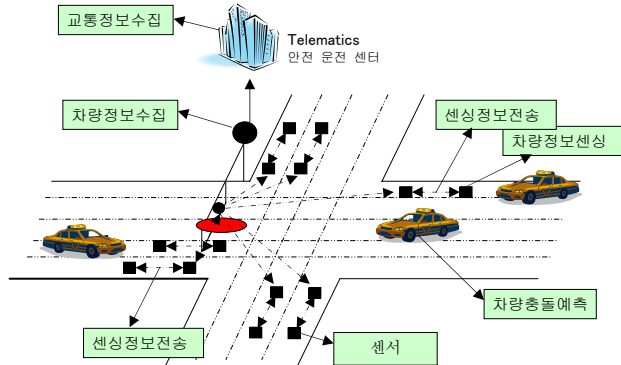 교통정보수집
Telematics
안전 운전 센터
차량정보수집
센싱정보전송
차량정보센싱
차량충돌예측
센싱정보전송
센서